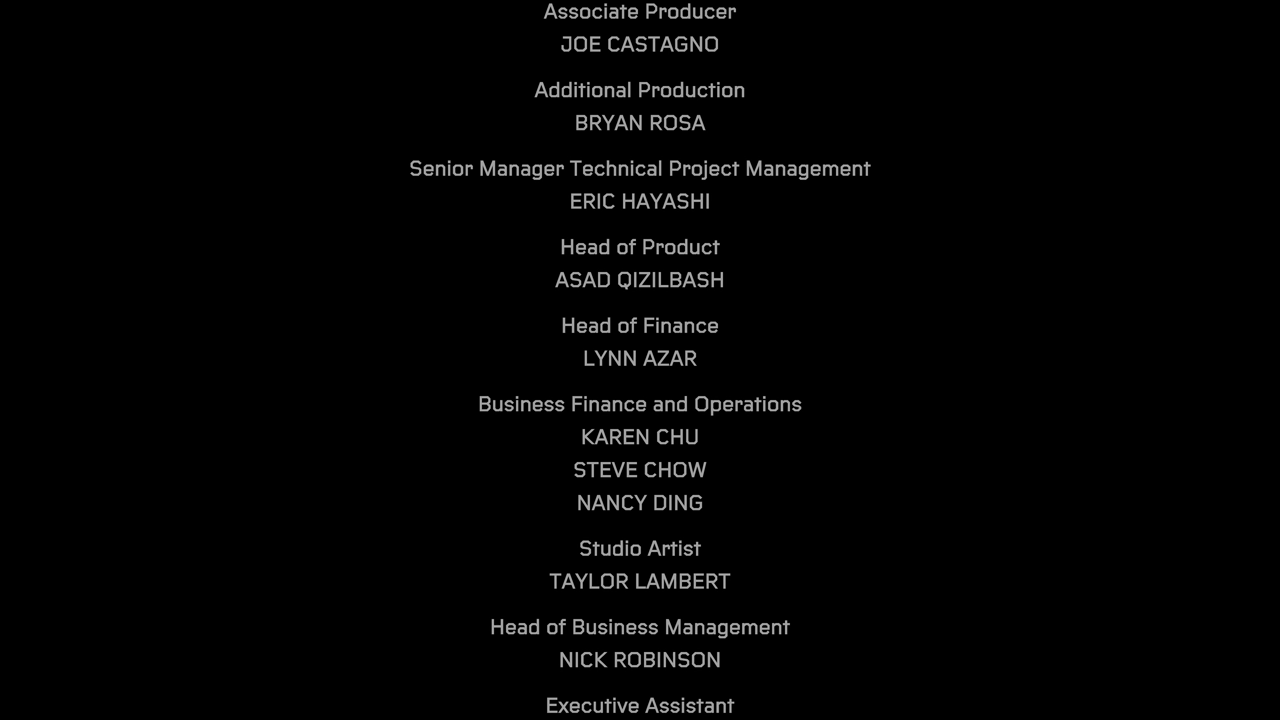 Associate Producer
JOE CASTAGNO
Additional Production
BRYAN ROSA
Senior Manager Technical Project Management
ERIC HAYASHI
Head of Product
ASAD QIZILBASH
Head of Finance
LYNN AZAR
Business Finance and Operations
KAREN CHU
STEVE CHOW
NANCY DING
Studio Artist
TAYLOR LAMBERT
Head of Business Management
NICK ROBINSON
Executive Assistant